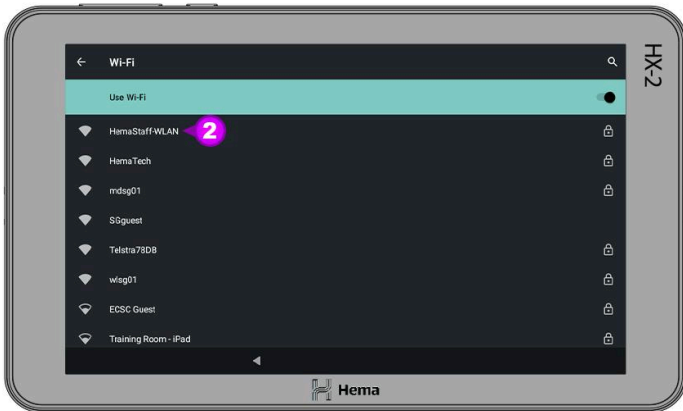 Wi-Fi
HX-2
Use Wi-Fi
HemaStaff-WLAN
2
HemaTech
mdsg01
SGguest
Telstra78DB
wlsg01
ECSC Guest
Training Room - iPad
Hema